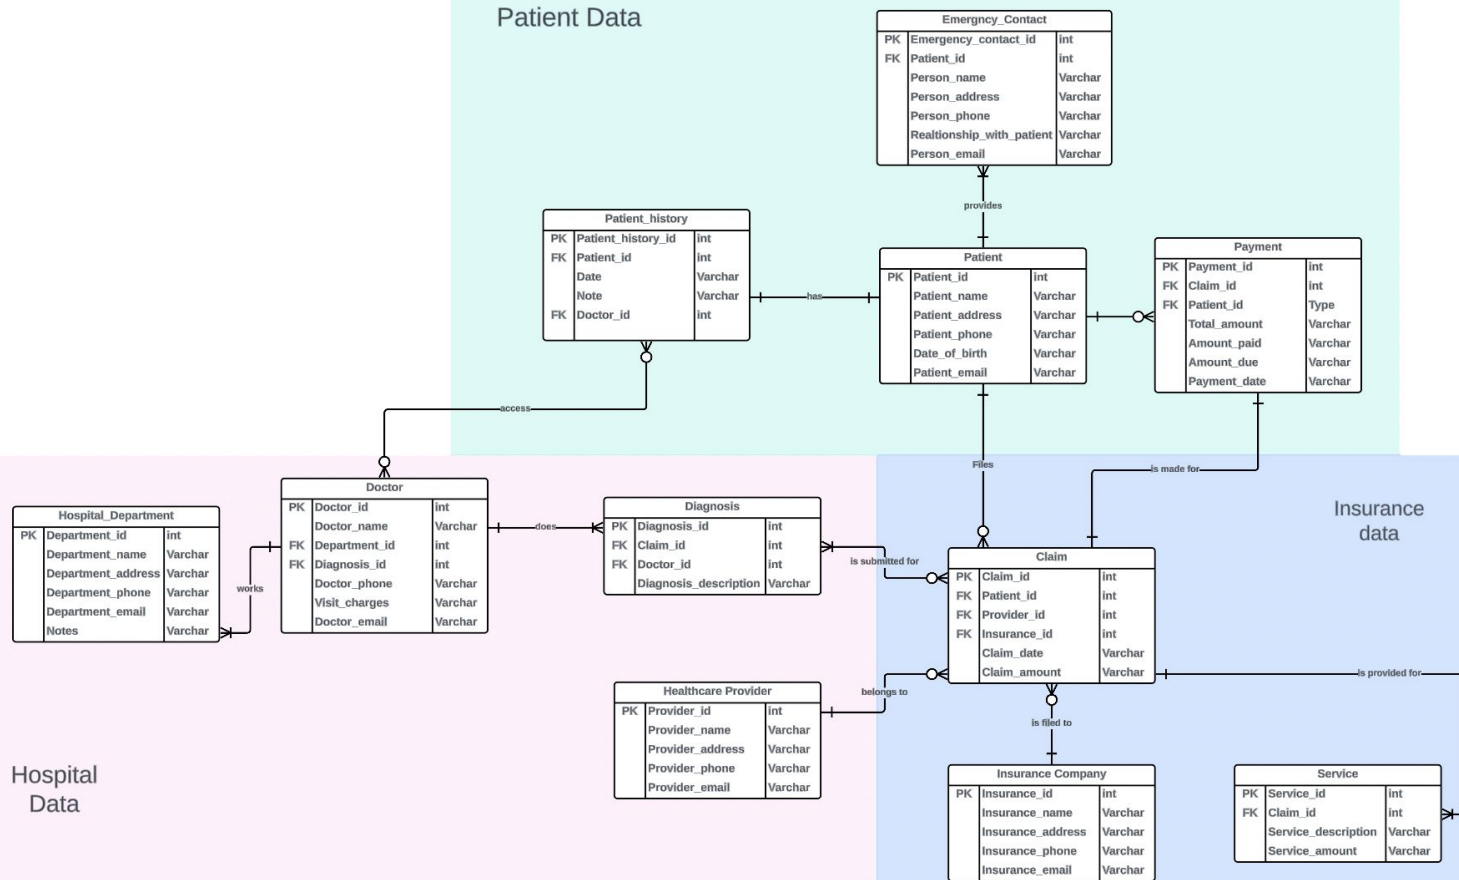 Patient Data
Emergncy_Contact
PK Emergency_contact_id int
FK Patient_id int
Person_name Varchar
Person_address Varchar
Person_phone Varchar
Realtionship_with_patient Varchar
Person_email Varchar
provides
Patient_history
PK Patient_history_id int
FK Patient_id int
Date Varchar
Note Varchar
FK Doctor_id int
has
Patient
PK Patient_id int
Patient_name Varchar
Patient_address Varchar
Patient_phone Varchar
Date_of_birth Varchar
Patient_email Varchar
Payment
PK Payment_id int
FK Claim_id int
FK Patient_id Type
Total_amount Varchar
Amount_paid Varchar
Amount_due Varchar
Payment_date Varchar
access
Files
is made for
Hospital_Department
PK Department_id int
Department_name Varchar
Department_address Varchar
Department_phone Varchar
Department_email Varchar
Notes Varchar
works
Doctor
PK Doctor_id int
Doctor_name Varchar
FK Department_id int
FK Diagnosis_id int
Doctor_phone Varchar
Visit_charges Varchar
Doctor_email Varchar
does
Diagnosis
PK Diagnosis_id int
FK Claim_id int
FK Doctor_id int
Diagnosis_description Varchar
is submitted for
Insurance
data
Claim
PK Claim_id int
FK Patient_id int
FK Provider_id int
FK Insurance_id int
Claim_date Varchar
Claim_amount Varchar
is provided for
belongs to
Healthcare Provider
PK Provider_id int
Provider_name Varchar
Provider_address Varchar
Provider_phone Varchar
Provider_email Varchar
is filed to
Hospital
Data
Insurance Company
PK Insurance_id int
Insurance_name Varchar
Insurance_address Varchar
Insurance_phone Varchar
Insurance_email Varchar
Service
PK Service_id int
FK Claim_id int
Service_description Varchar
Service_amount Varchar